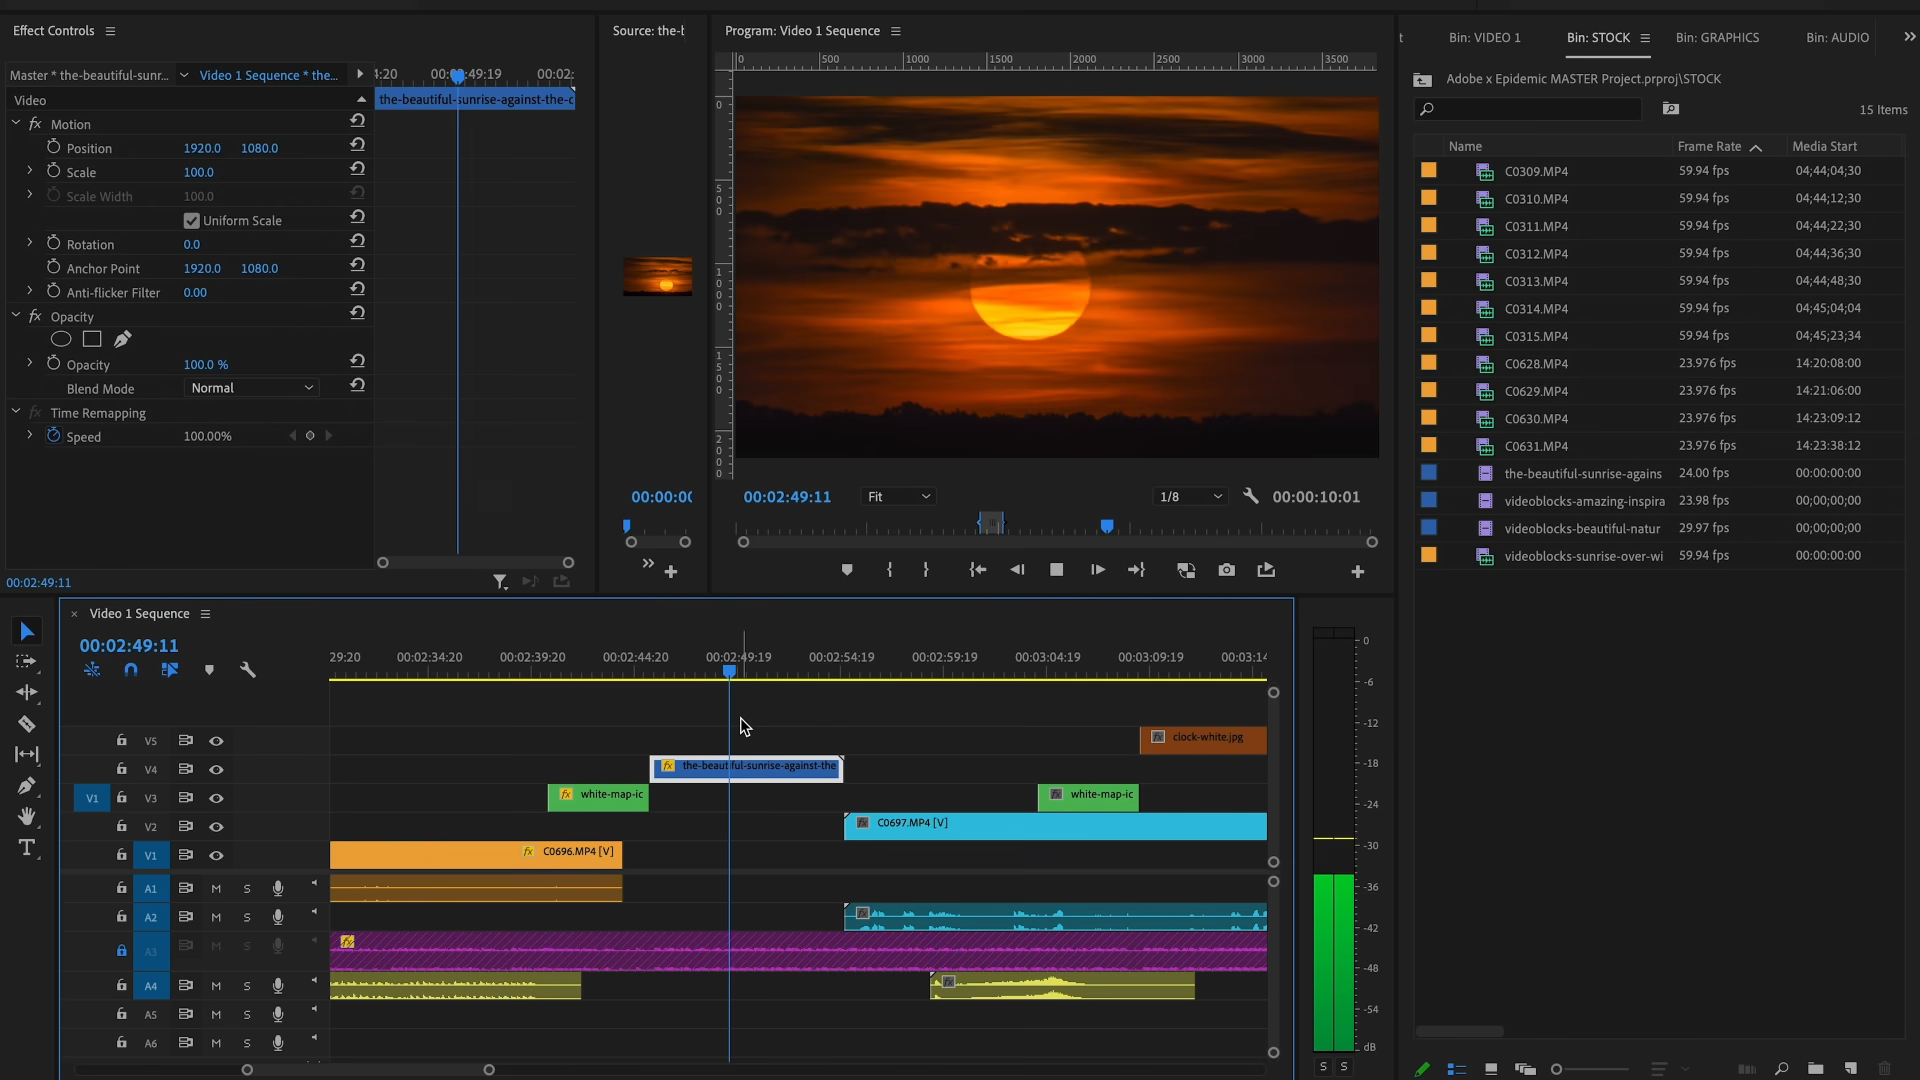 Effect Controls
Master * the-beautiful-sunr...
Video 1 Sequence * the...
4:20
00:02:49:19
00:02:
Video
the-beautiful-sunrise-against-the-c
Motion
Position 1920.0 1080.0
Scale 100.0
Scale Width 100.0
Uniform Scale
Rotation 0.0
Anchor Point 1920.0 1080.0
Anti-flicker Filter 0.00
Opacity
Opacity 100.0 %
Blend Mode Normal
Time Remapping
Speed 100.00%
00:02:49:11
Source: the-b
00:00:00
Program: Video 1 Sequence
0 500 1000 1500 2000 2500 3000 3500
0
500
1000
1500
2000
00:02:49:11
Fit
1/8
00:00:10:01
Bin: VIDEO 1
Bin: STOCK
Bin: GRAPHICS
Bin: AUDIO
Adobe x Epidemic MASTER Project.prproj\STOCK
15 Items
Name Frame Rate Media Start
C0309.MP4 59.94 fps 04;44;04;30
C0310.MP4 59.94 fps 04;44;12;30
C0311.MP4 59.94 fps 04;44;22;30
C0312.MP4 59.94 fps 04;44;36;30
C0313.MP4 59.94 fps 04;44;48;30
C0314.MP4 59.94 fps 04;45;04;04
C0315.MP4 59.94 fps 04;45;23;34
C0628.MP4 23.976 fps 14:20:08:00
C0629.MP4 23.976 fps 14:21:06:00
C0630.MP4 23.976 fps 14:23:09:12
C0631.MP4 23.976 fps 14:23:38:12
the-beautiful-sunrise-agains 24.00 fps 00:00:00:00
videoblocks-amazing-inspira 23.98 fps 00;00;00;00
videoblocks-beautiful-natur 29.97 fps 00;00;00;00
videoblocks-sunrise-over-wi 59.94 fps 00:00:00:00
× Video 1 Sequence
00:02:49:11
29:20 00:02:34:20 00:02:39:20 00:02:44:20 00:02:49:19 00:02:54:19 00:02:59:19 00:03:04:19 00:03:09:19 00:03:14
V5 clock-white.jpg
V4 the-beautiful-sunrise-against-the
V1 V3 white-map-ic white-map-ic
V2 C0697.MP4 [V]
V1 C0696.MP4 [V]
A1 M S
A2 M S
A3 M S
A4 M S
A5 M S
A6 M S
fx
0
-6
-12
-18
-24
-30
-36
-42
-48
-54
dB
S S